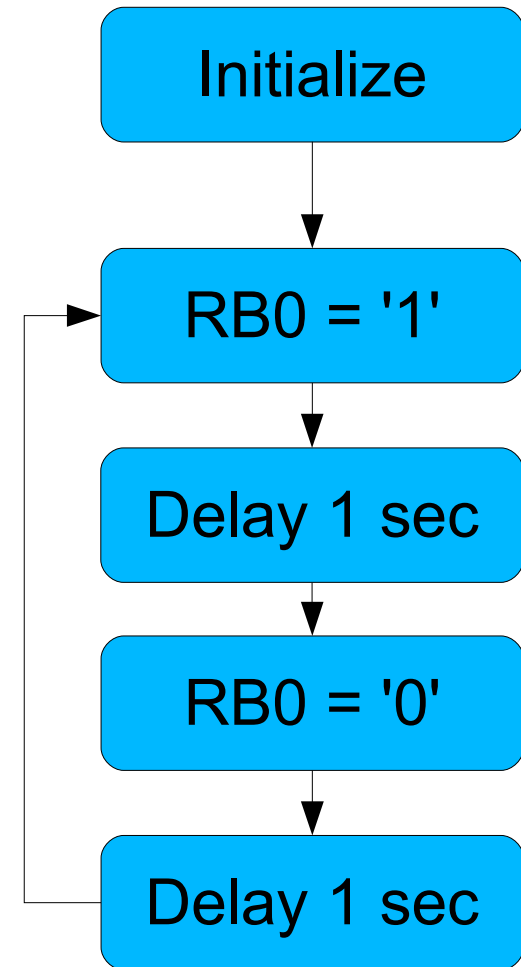 Initialize
RB0 = '1'
Delay 1 sec
RB0 = '0'
Delay 1 sec